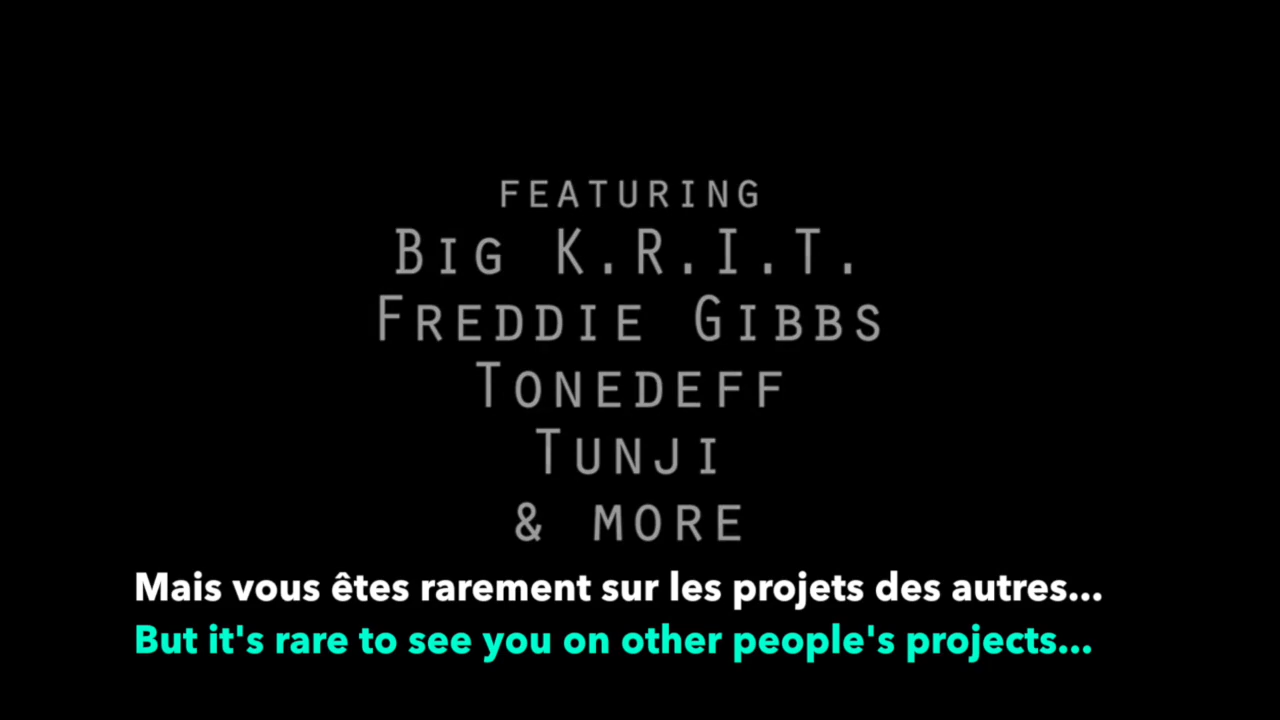 FEATURING
BIG K.R.I.T.
FREDDIE GIBBS
TONEDEFF
TUNJI
& MORE
Mais vous êtes rarement sur les projets des autres...
But it's rare to see you on other people's projects...